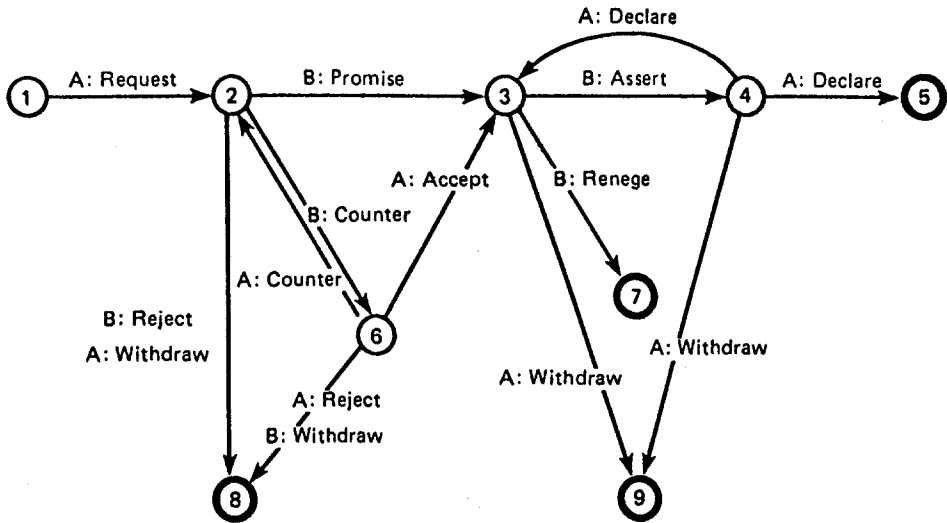 A: Declare
A: Request
B: Promise
B: Assert
A: Declare
1
2
3
4
5
A: Accept
B: Renege
B: Counter
A: Counter
7
B: Reject
A: Withdraw
6
A: Withdraw
A: Withdraw
A: Reject
B: Withdraw
8
9